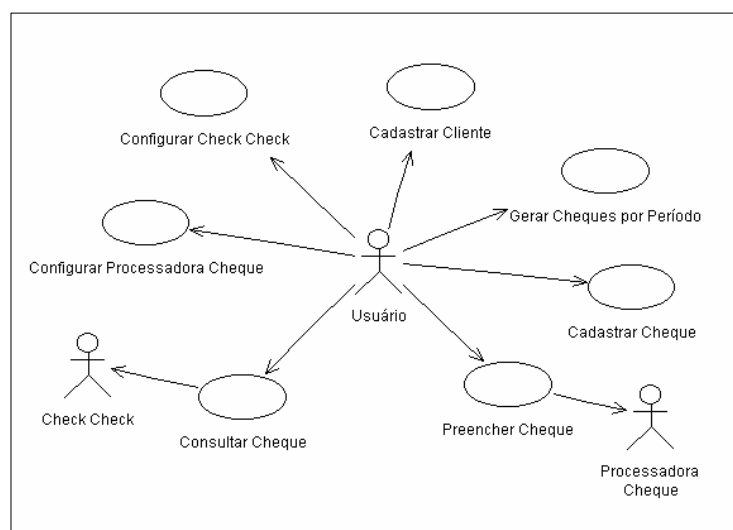 Configurar Check Check
Cadastrar Cliente
Gerar Cheques por Período
Configurar Processadora Cheque
Usuário
Cadastrar Cheque
Check Check
Consultar Cheque
Preencher Cheque
Processadora
Cheque